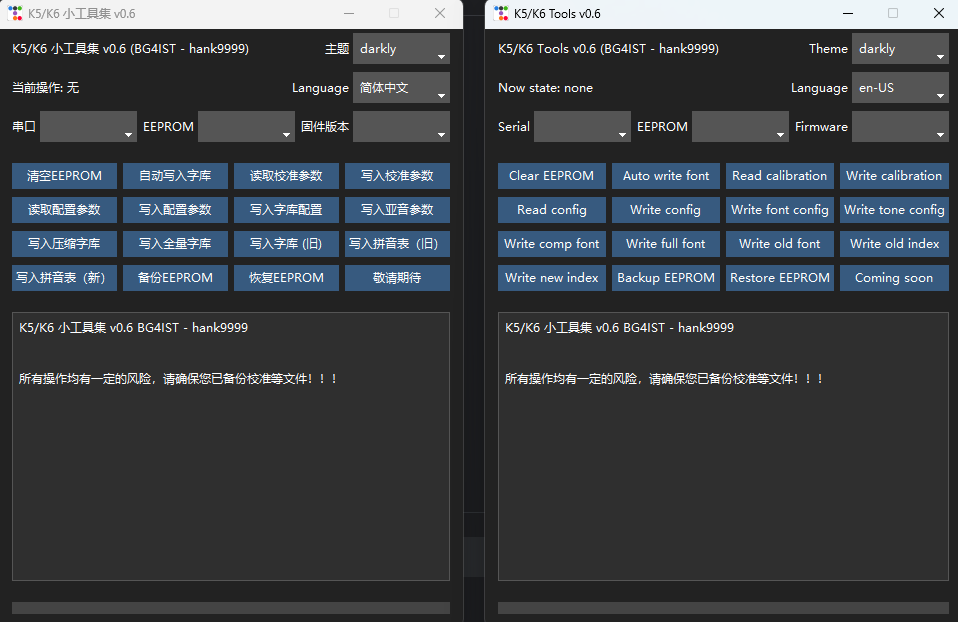 K5/K6 小工具集 v0.6
K5/K6 小工具集 v0.6 (BG4IST - hank9999) 主题 darkly
当前操作: 无 Language 简体中文
串口 EEPROM 固件版本
清空EEPROM 自动写入字库 读取校准参数 写入校准参数
读取配置参数 写入配置参数 写入字库配置 写入亚音参数
写入压缩字库 写入全量字库 写入字库 (旧) 写入拼音表（旧）
写入拼音表（新） 备份EEPROM 恢复EEPROM 敬请期待
K5/K6 小工具集 v0.6 BG4IST - hank9999
所有操作均有一定的风险，请确保您已备份校准等文件！！！
K5/K6 Tools v0.6
K5/K6 Tools v0.6 (BG4IST - hank9999) Theme darkly
Now state: none Language en-US
Serial EEPROM Firmware
Clear EEPROM Auto write font Read calibration Write calibration
Read config Write config Write font config Write tone config
Write comp font Write full font Write old font Write old index
Write new index Backup EEPROM Restore EEPROM Coming soon
K5/K6 小工具集 v0.6 BG4IST - hank9999
所有操作均有一定的风险，请确保您已备份校准等文件！！！